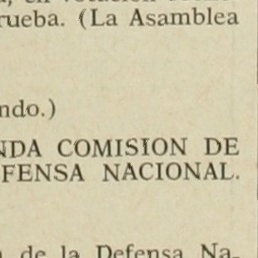 rueba. (La Asamblea
ndo.)
NDA COMISION DE
FENSA NACIONAL.
de la Defensa Na-